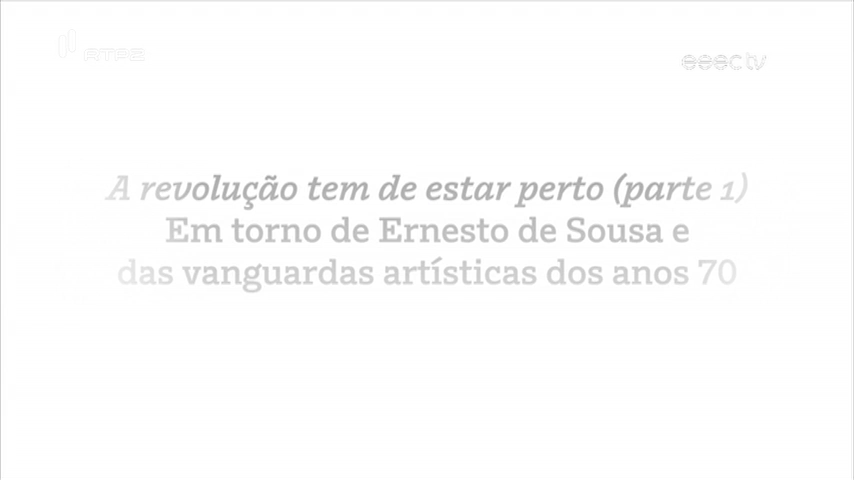 RTP2
eeectv
A revolução tem de estar perto (parte 1)
Em torno de Ernesto de Sousa e
das vanguardas artísticas dos anos 70